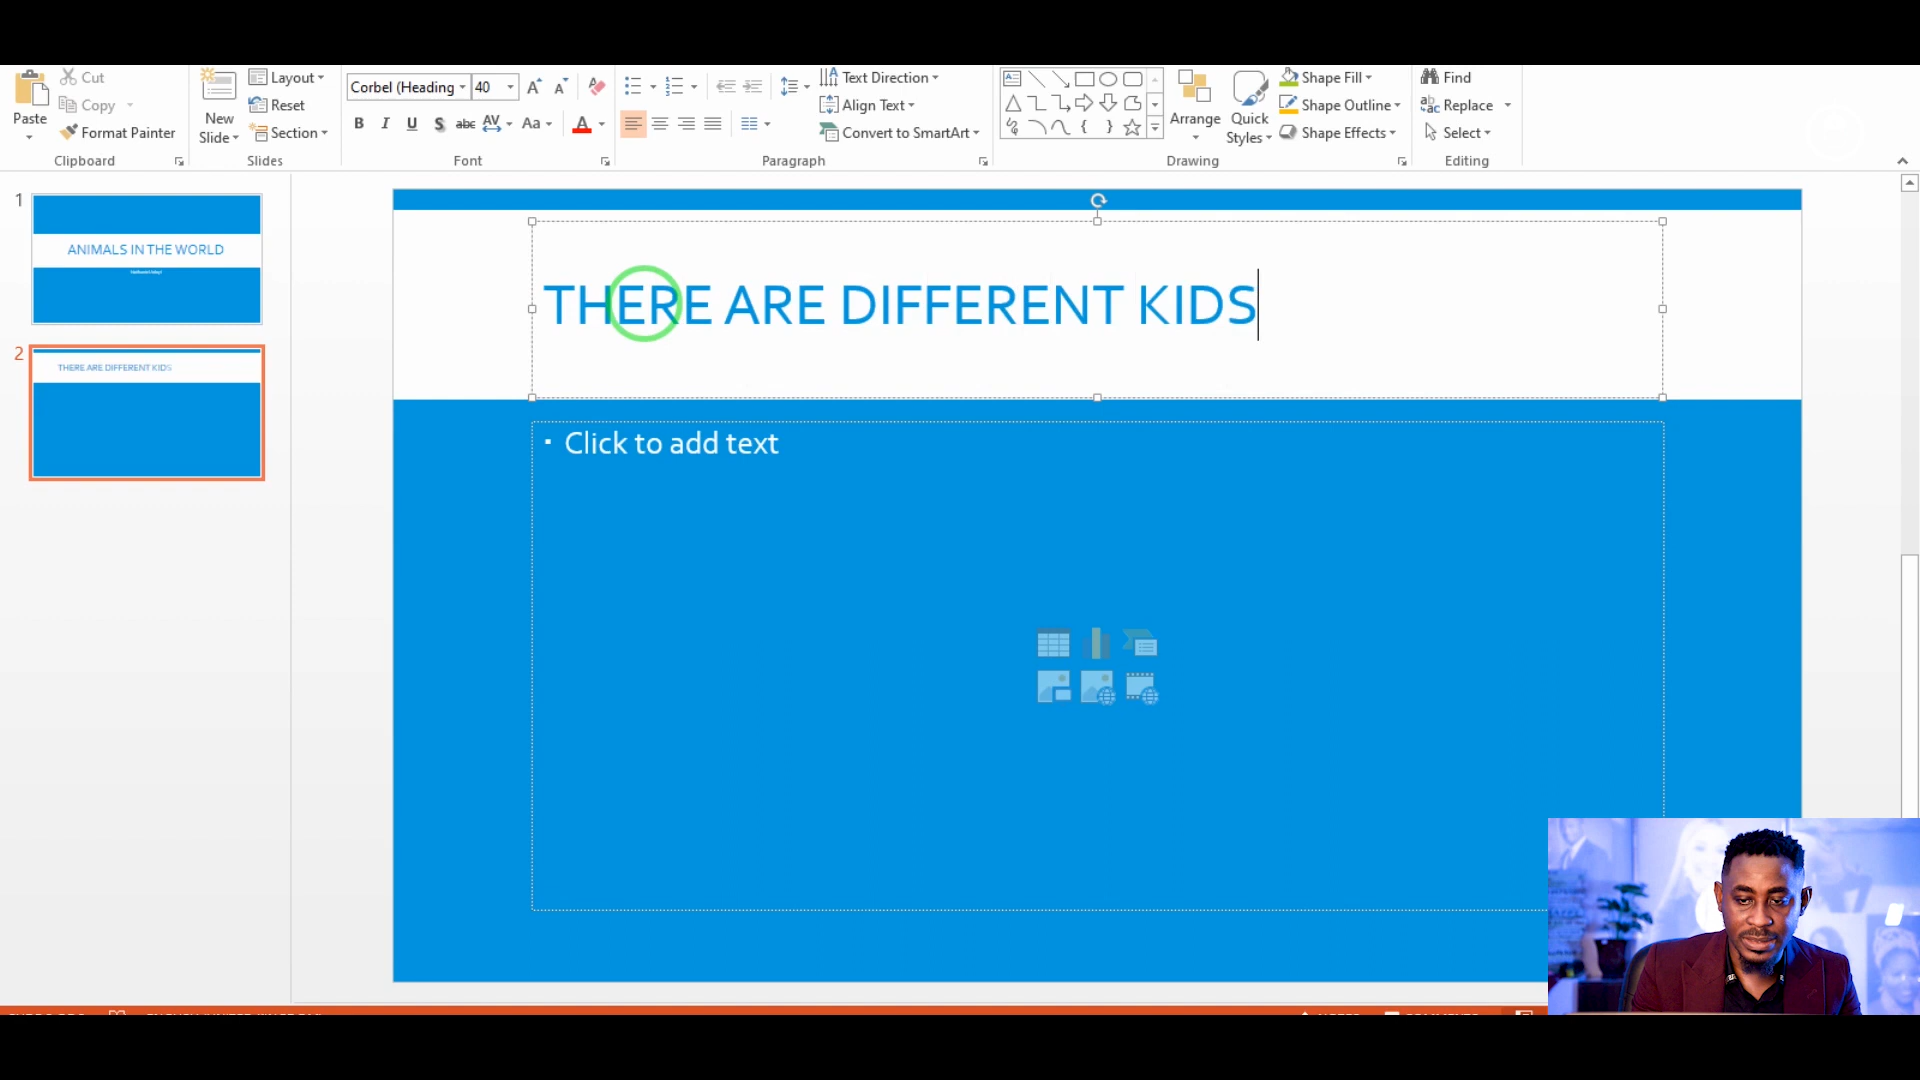 Cut
Layout
Corbel (Heading 40
Text Direction
Shape Fill
Find
Copy
Reset
Align Text
Shape Outline
Replace
Paste
New
Arrange
Quick
Format Painter
Slide
Section
B I U S abc AV Aa A
Convert to SmartArt
Styles
Shape Effects
Select
Clipboard
Slides
Font
Paragraph
Drawing
Editing
1
ANIMALS IN THE WORLD
2
THERE ARE DIFFERENT KIDS
THERE ARE DIFFERENT KIDS
Click to add text